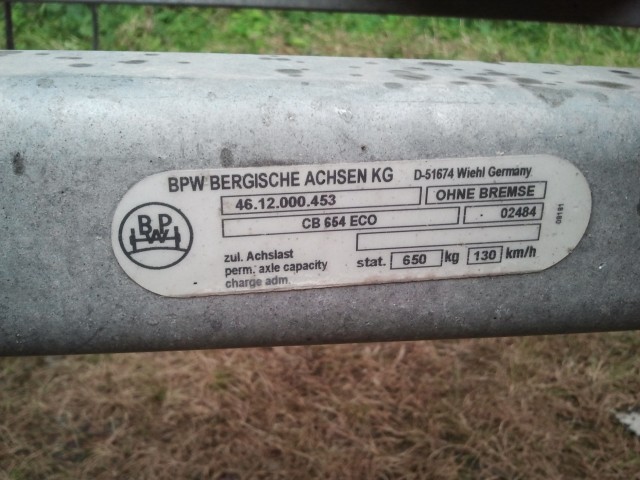 BPW BERGISCHE ACHSEN KG D-51674 Wiehl Germany
46.12.000.453 OHNE BREMSE
CB 654 ECO 02484
BPW
zul. Achslast
perm. axle capacity stat. 650 kg 130 km/h
charge adm.